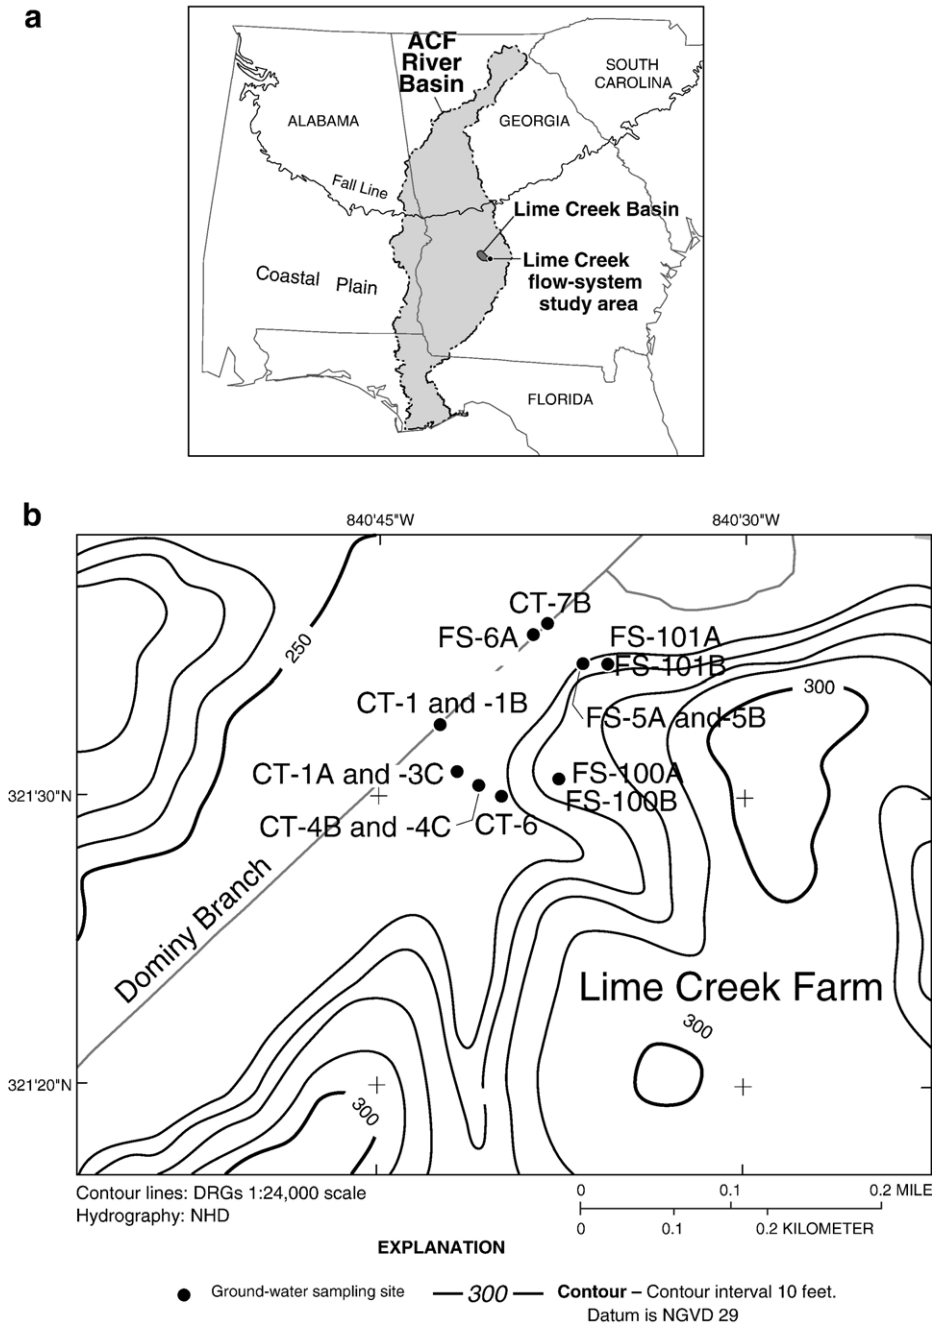 a
ACF
River
Basin
SOUTH
CAROLINA
ALABAMA
GEORGIA
Fall Line
Lime Creek Basin
Coastal Plain
Lime Creek
flow-system
study area
FLORIDA
b
840'45"W
840'30"W
CT-7B
FS-6A
FS-101A
FS-101B
250
300
CT-1 and -1B
FS-5A and-5B
CT-1A and -3C
FS-100A
FS-100B
321'30"N
CT-4B and -4C
CT-6
Dominy Branch
Lime Creek Farm
300
321'20"N
300
Contour lines: DRGs 1:24,000 scale
Hydrography: NHD
0 0.1 0.2 MILE
0 0.1 0.2 KILOMETER
EXPLANATION
Ground-water sampling site
300
Contour – Contour interval 10 feet.
Datum is NGVD 29